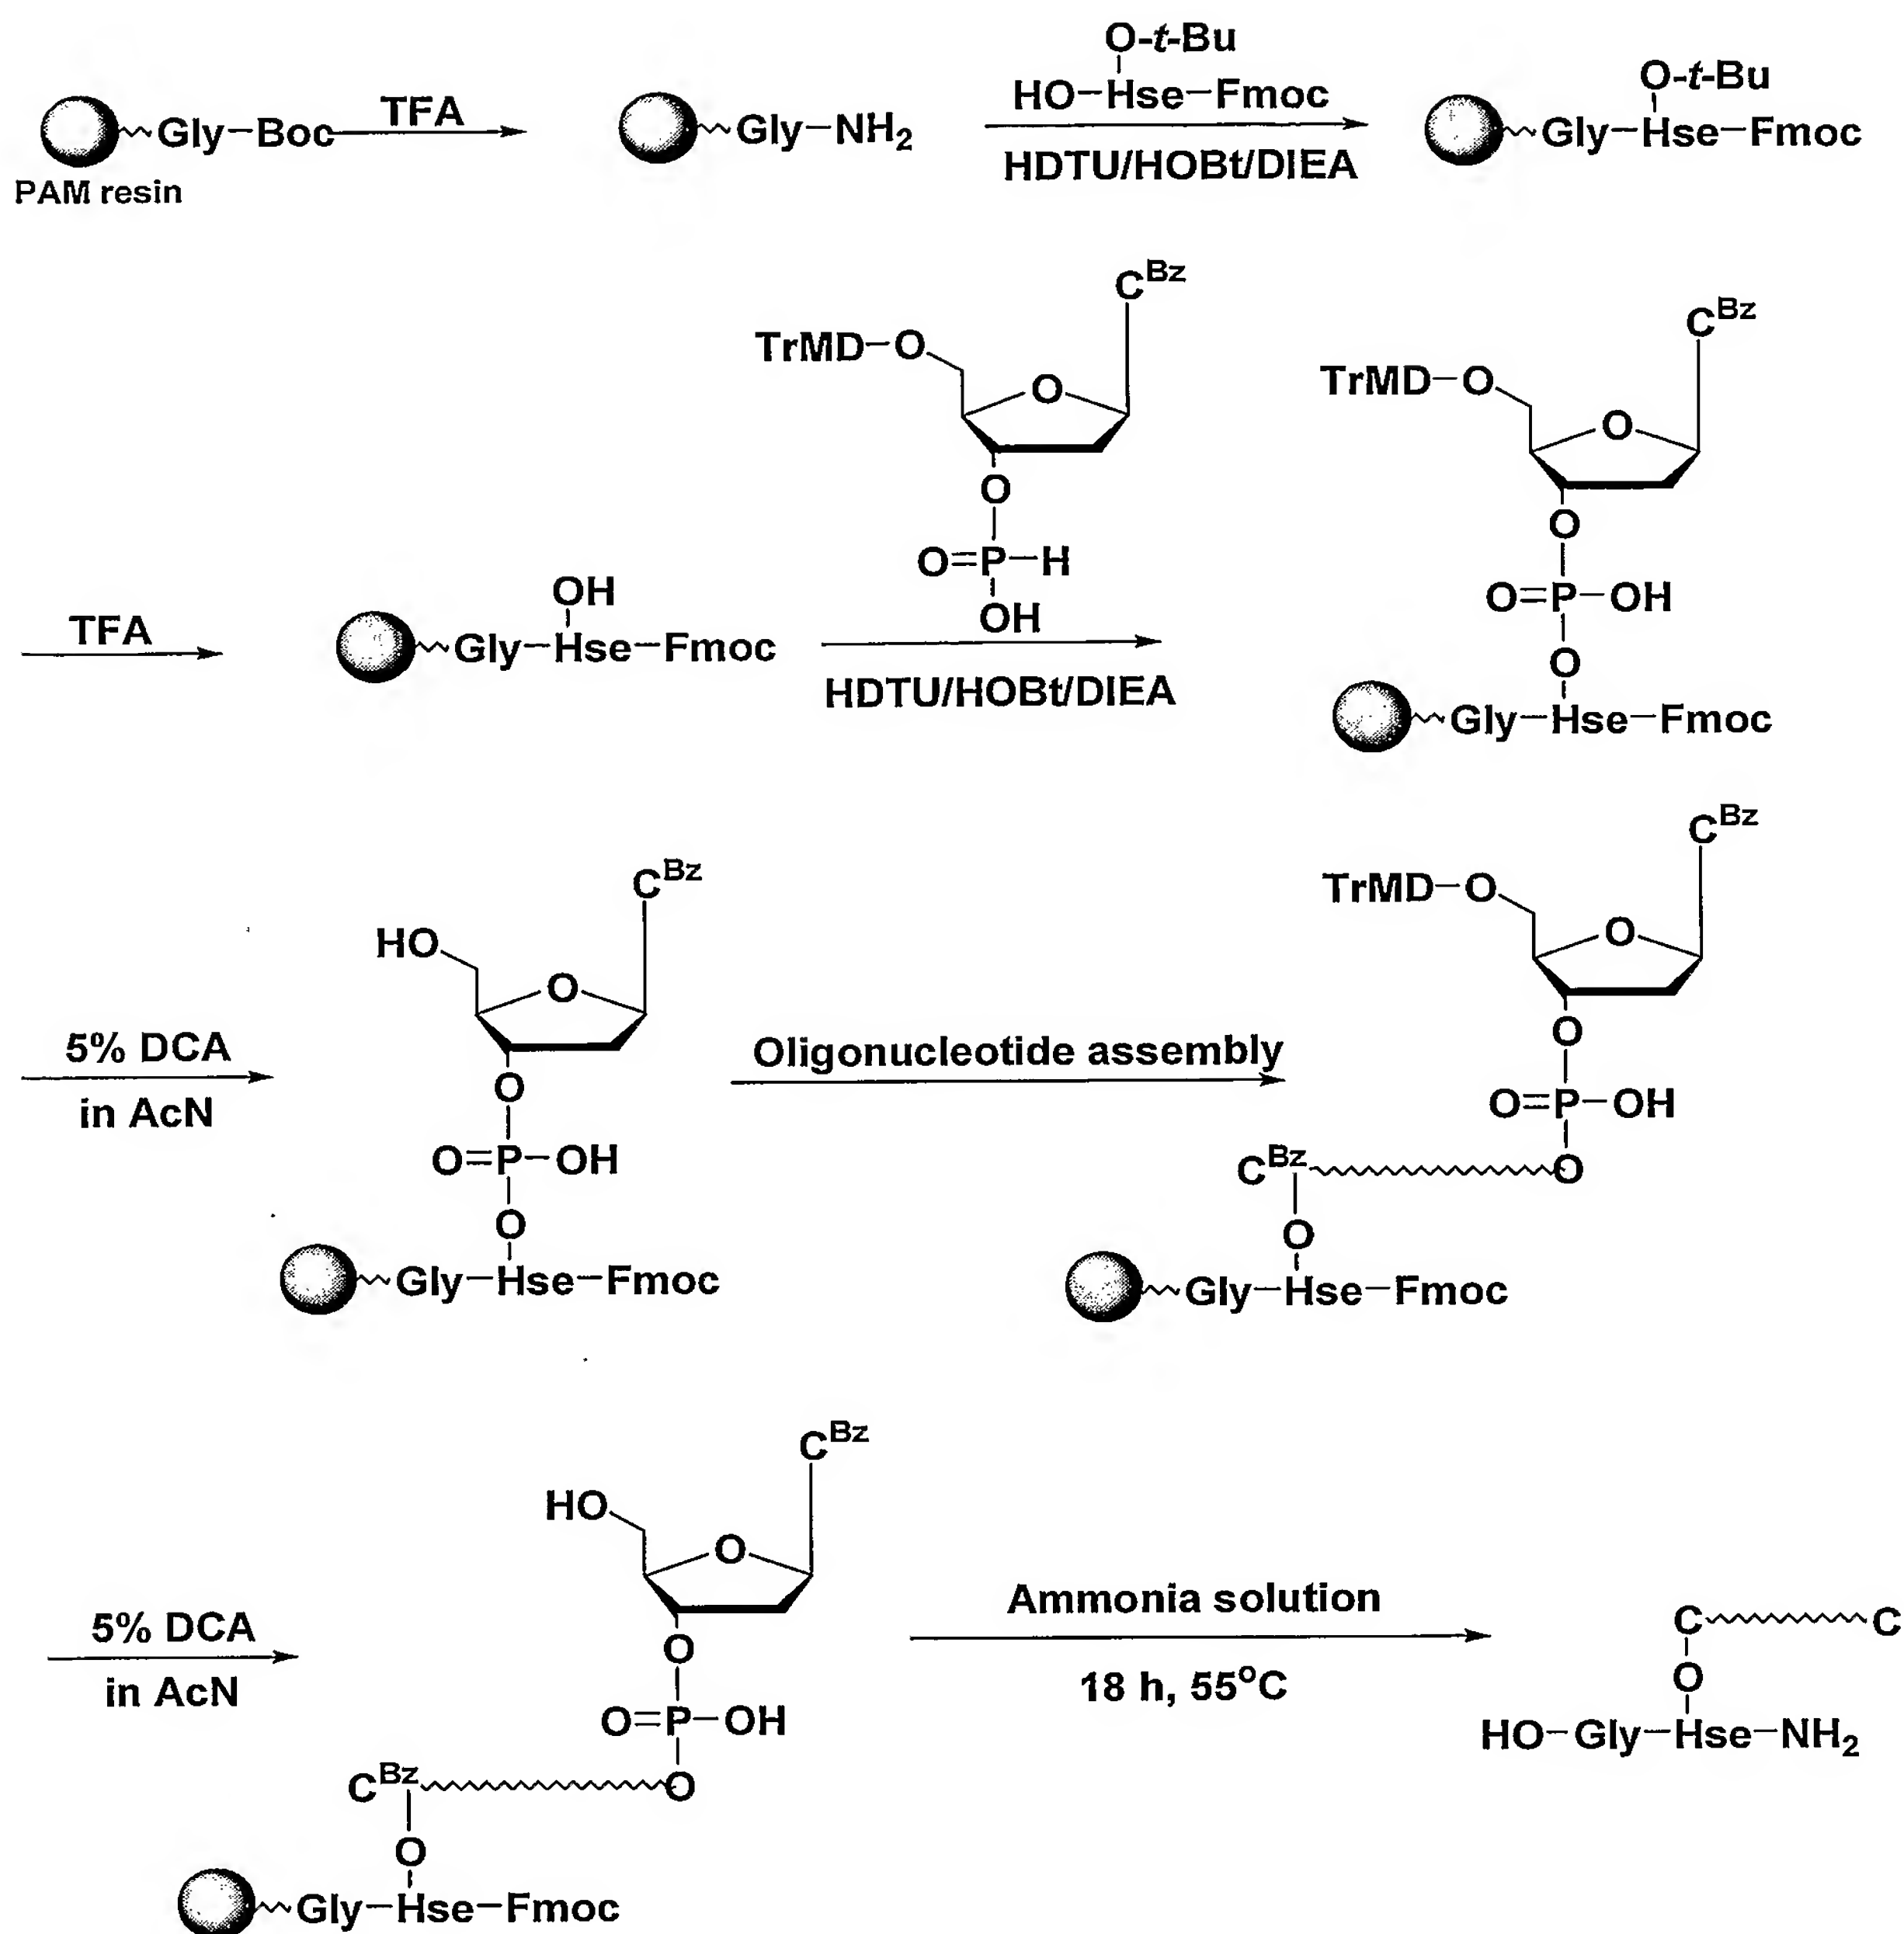 O-t-Bu
HO-Hse-Fmoc
O-t-Bu
Gly-Boc
TFA
Gly-NH2
HDTU/HOBt/DIEA
Gly-Hse-Fmoc
PAM resin
CBz
TrMD-O
O
O
O=P-H
OH
CBz
TrMD-O
O
O
O=P-OH
O
Gly-Hse-Fmoc
TFA
OH
Gly-Hse-Fmoc
HDTU/HOBt/DIEA
5% DCA
in AcN
CBz
HO
O
O
O=P-OH
O
Gly-Hse-Fmoc
Oligonucleotide assembly
CBz
TrMD-O
O
O
O=P-OH
O
CBz
O
Gly-Hse-Fmoc
5% DCA
in AcN
CBz
HO
O
O
O=P-OH
O
CBz
O
Gly-Hse-Fmoc
Ammonia solution
18 h, 55°C
C C
O
HO-Gly-Hse-NH2